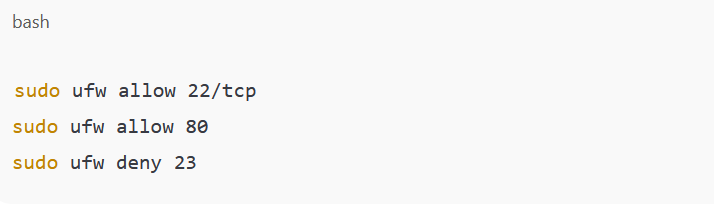 bash
sudo ufw allow 22/tcp
sudo ufw allow 80
sudo ufw deny 23